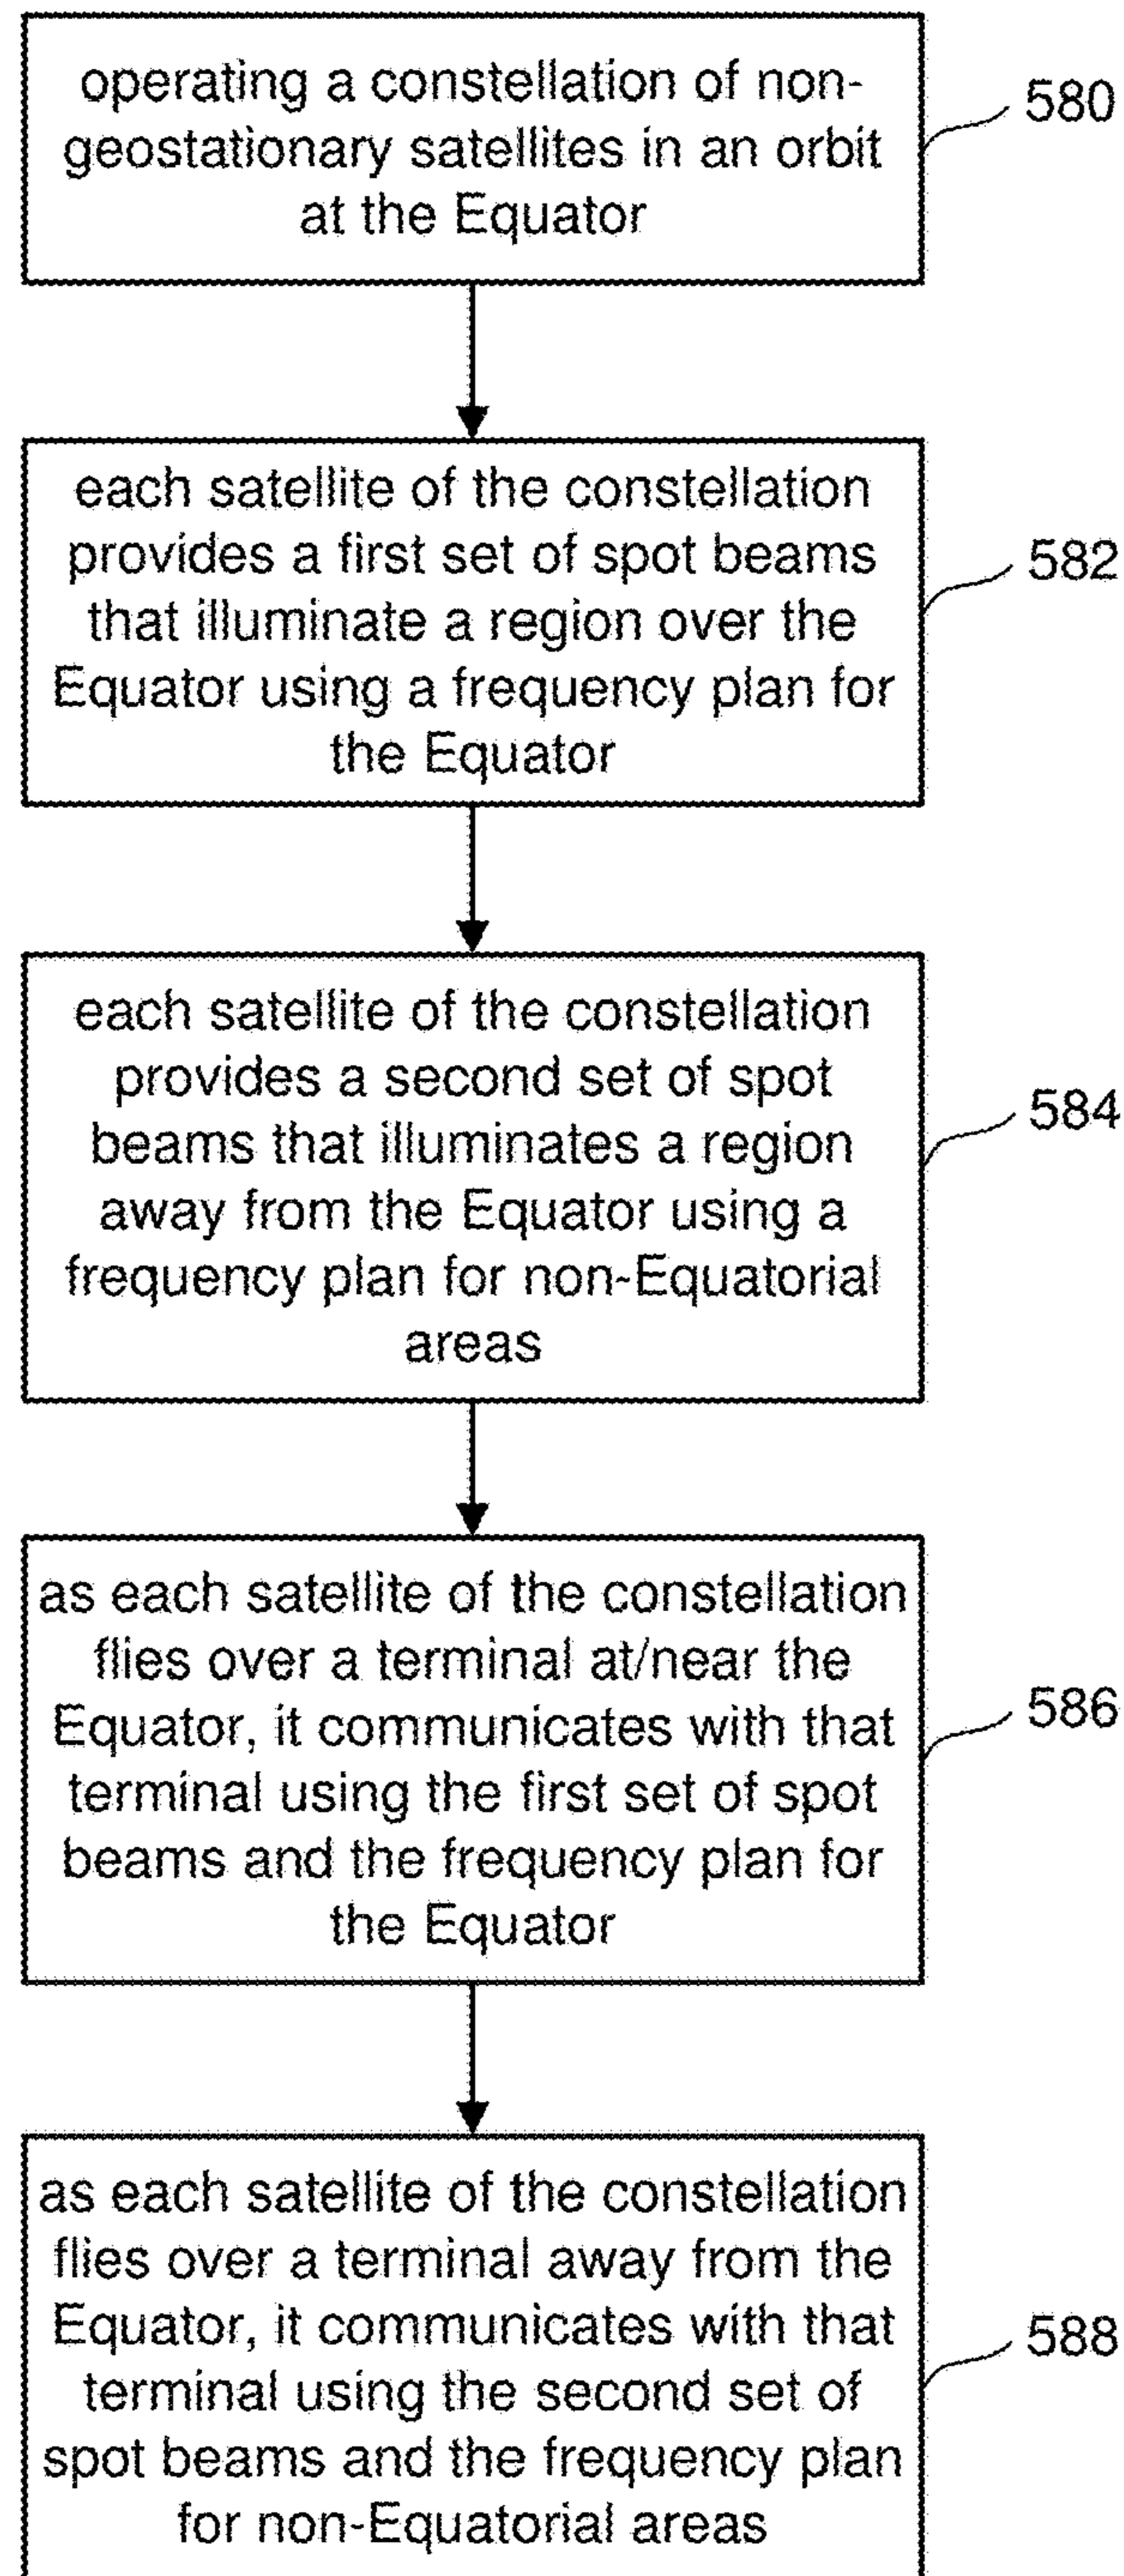 operating a constellation of non-
geostationary satellites in an orbit
at the Equator
580
each satellite of the constellation
provides a first set of spot beams
that illuminate a region over the
Equator using a frequency plan for
the Equator
582
each satellite of the constellation
provides a second set of spot
beams that illuminates a region
away from the Equator using a
frequency plan for non-Equatorial
areas
584
as each satellite of the constellation
flies over a terminal at/near the
Equator, it communicates with that
terminal using the first set of spot
beams and the frequency plan for
the Equator
586
as each satellite of the constellation
flies over a terminal away from the
Equator, it communicates with that
terminal using the second set of
spot beams and the frequency plan
for non-Equatorial areas
588